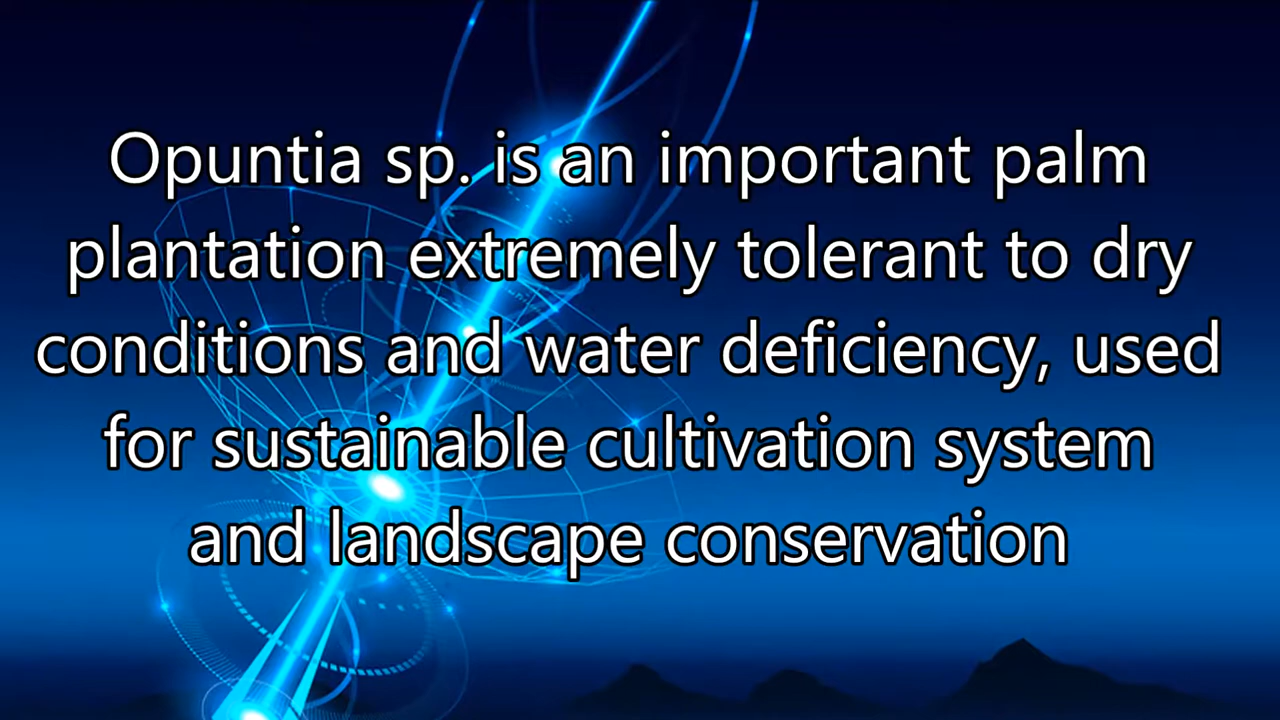 Opuntia sp. is an important palm
plantation extremely tolerant to dry
conditions and water deficiency, used
for sustainable cultivation system
and landscape conservation